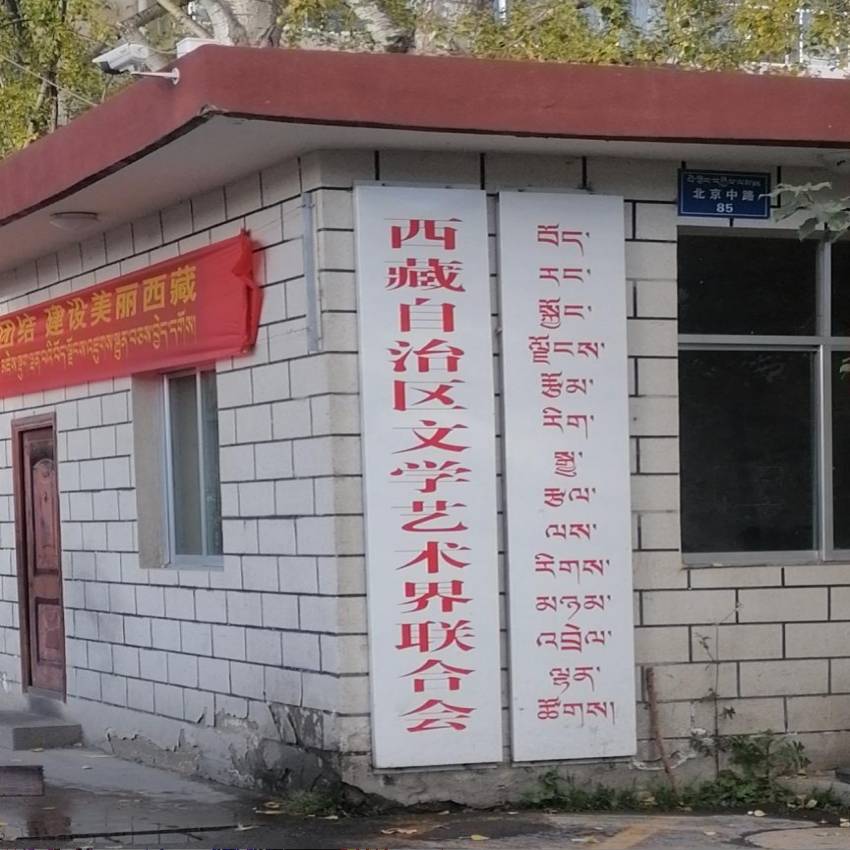 团结 建设美丽西藏
西藏自治区文学艺术界联合会
བོད་
རང་
སྐྱོང་
ལྗོངས་
རྩོམ་
རིག་
སྒྱུ་
རྩལ་
ལས་
རིགས་
མཉམ་
འབྲེལ་
ལྷན་
ཚོགས།
北京中路
85